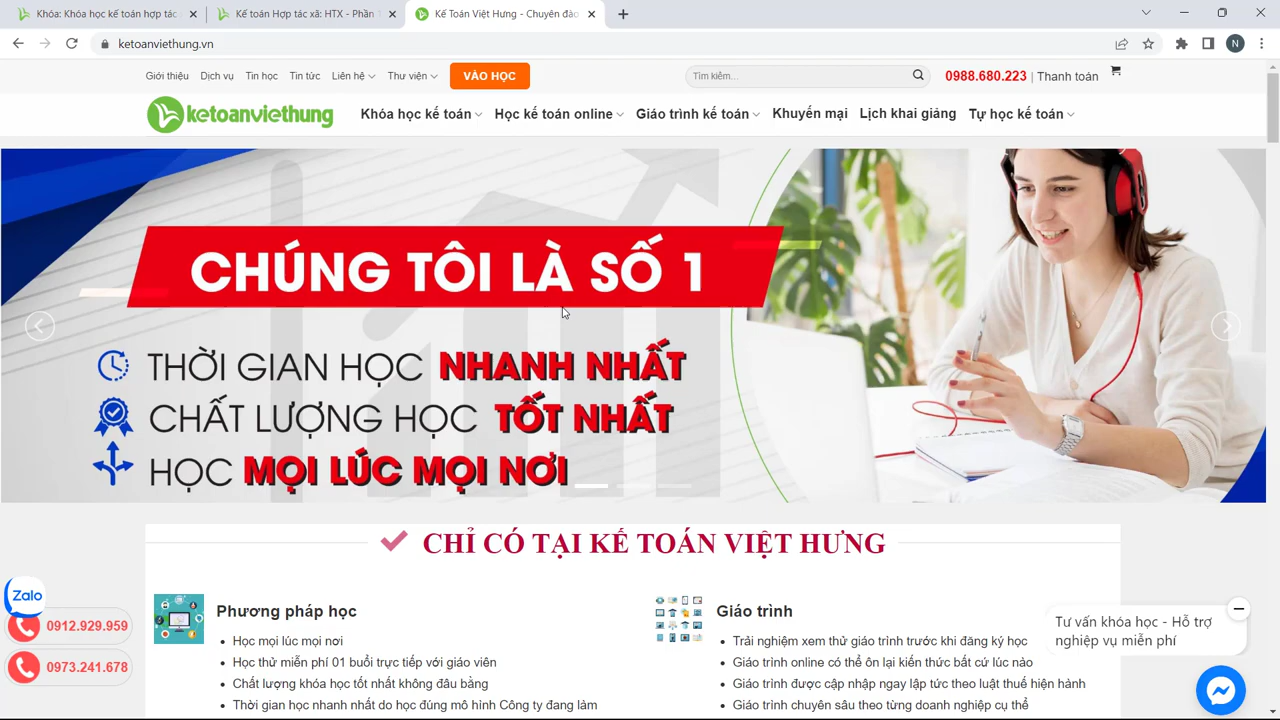 Khóa: Khóa học kế toán hợp tác
Kế toán Hợp tác xã: HTX - Phần
Kế Toán Việt Hưng - Chuyên đào
ketoanviethung.vn
N
Giới thiệu Dịch vụ Tin học Tin tức Liên hệ Thư viện VÀO HỌC Tìm kiếm... 0988.680.223 | Thanh toán
ketoanviethung Khóa học kế toán Học kế toán online Giáo trình kế toán Khuyến mại Lịch khai giảng Tự học kế toán
CHÚNG TÔI LÀ SỐ 1
THỜI GIAN HỌC NHANH NHẤT
CHẤT LƯỢNG HỌC TỐT NHẤT
HỌC MỌI LÚC MỌI NƠI
CHỈ CÓ TẠI KẾ TOÁN VIỆT HƯNG
Phương pháp học
Học mọi lúc mọi nơi
Học thử miễn phí 01 buổi trực tiếp với giáo viên
Chất lượng khóa học tốt nhất không đâu bằng
Thời gian học nhanh nhất do học đúng mô hình Công ty đang làm
Giáo trình
Trải nghiệm xem thử giáo trình trước khi đăng ký học
Giáo trình online có thể ôn lại kiến thức bất cứ lúc nào
Giáo trình được cập nhập ngay lập tức theo luật thuế hiện hành
Giáo trình chuyên sâu theo từng doanh nghiệp cụ thể
Zalo
0912.929.959
0973.241.678
Tư vấn khóa học - Hỗ trợ
nghiệp vụ miễn phí